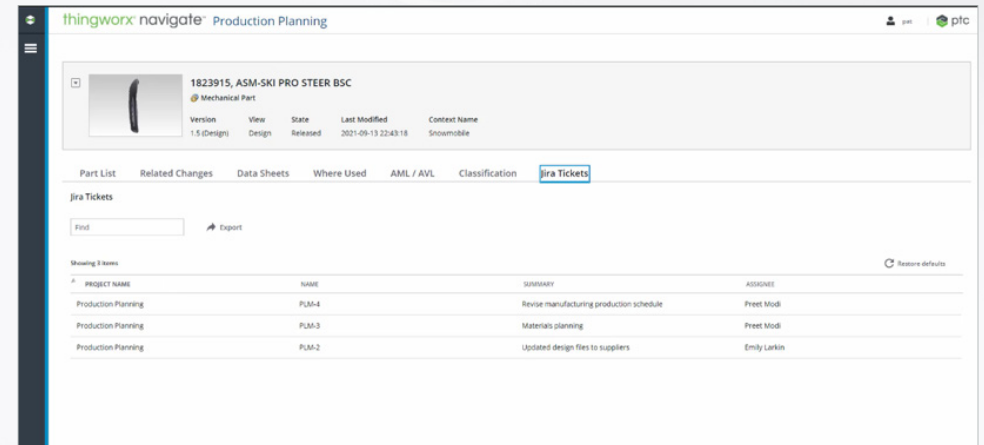 thingworx navigate Production Planning
pat
ptc
1823915, ASM-SKI PRO STEER BSC
Mechanical Part
Version View State Last Modified Context Name
1.5 (Design) Design Released 2021-09-13 22:43:18 Snowmobile
Part List Related Changes Data Sheets Where Used AML / AVL Classification Jira Tickets
Jira Tickets
Find Export
Showing 3 items Restore defaults
PROJECT NAME NAME SUMMARY ASSIGNEE
Production Planning PLM-4 Revise manufacturing production schedule Preet Modi
Production Planning PLM-3 Materials planning Preet Modi
Production Planning PLM-2 Updated design files to suppliers Emily Larkin